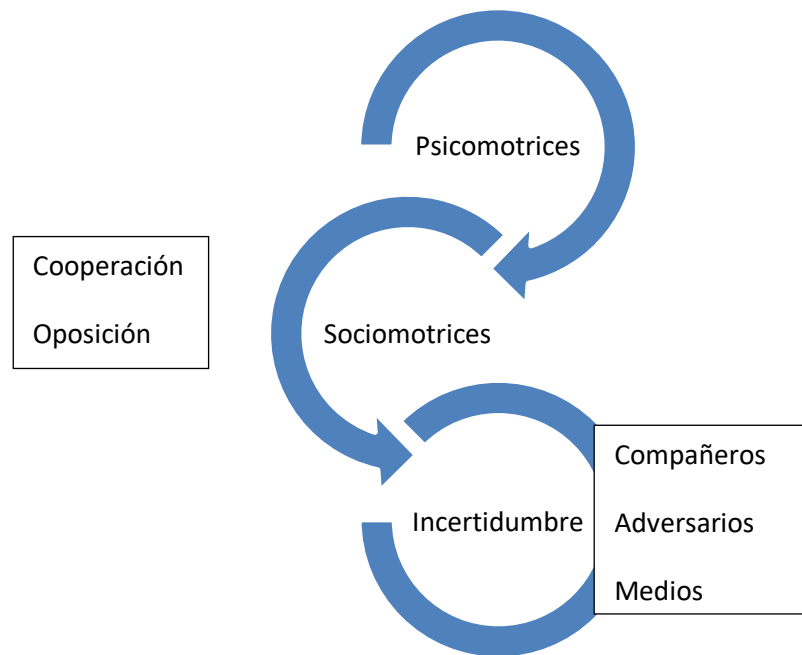 Psicomotrices
Cooperación
Oposición
Sociomotrices
Compañeros
Incertidumbre
Adversarios
Medios